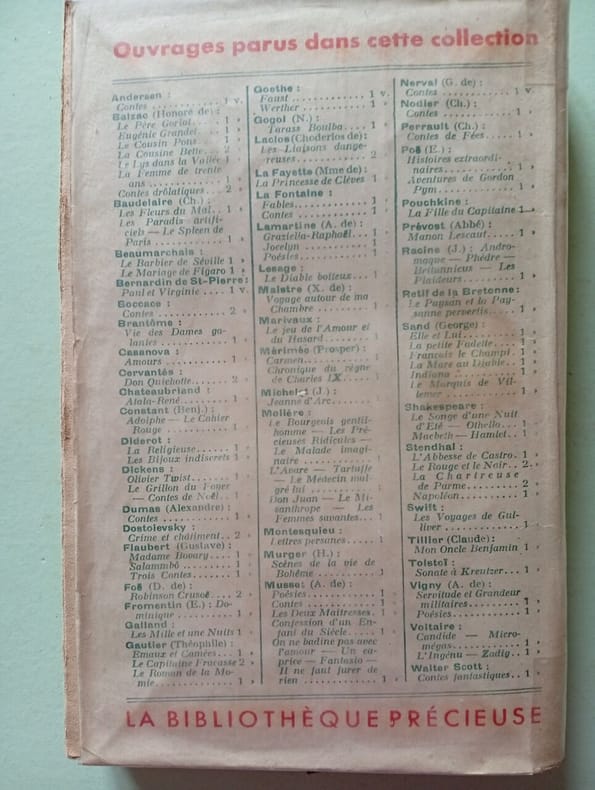 Ouvrages parus dans cette collection
Andersen :
Contes ............ 1 v.
Balzac (Honoré de) :
Le Père Goriot.... 1 »
Eugénie Grandet... 1 »
Le Cousin Pons ... 1 »
La Cousine Bette.. 2 »
Le Lys dans la Vallée 1 »
La Femme de trente
ans ............ 1 »
Contes drôlatiques.. 2 »
Baudelaire (Ch.) :
Les Fleurs du Mal.. 1 »
Les Paradis artifi-
ciels — Le Spleen de
Paris ............ 1 »
Beaumarchais :
Le Barbier de Séville 1 »
Le Mariage de Figaro 1 »
Bernardin de St-Pierre :
Paul et Virginie .... 1 v.
Boccace :
Contes ............ 2 »
Brantôme :
Vie des Dames ga-
lantes ............ 1 »
Casanova :
Amours ............ 1 »
Cervantès :
Don Quichotte...... 2 »
Chateaubriand :
Atala-René........ 1 »
Constant (Benj.) :
Adolphe — Le Cahier
Rouge ............ 1 »
Diderot :
La Religieuse...... 1 »
Les Bijoux indiscrets 1 »
Dickens :
Olivier Twist...... 1 »
Le Grillon du Foyer
— Contes de Noël.. 1 »
Dumas (Alexandre) :
Contes ............ 1 »
Dostoïevsky :
Crime et châtiment.. 2 »
Flaubert (Gustave) :
Madame Bovary.... 1 »
Salammbô ........ 1 »
Trois Contes...... 1 »
Foë (D. de) :
Robinson Crusoé.... 2 »
Fromentin (E.) : Do-
minique .......... 1 »
Galland :
Les Mille et une Nuits 1 »
Gautier (Théophile) :
Emaux et Camées... 1 »
Le Capitaine Fracasse 2 »
Le Roman de la Mo-
mie.............. 1 »
Goethe :
Faust ............ 1 v.
Werther .......... 1 »
Gogol (N.) :
Tarass Boulba...... 1 »
Laclos (Choderlos de) :
Les Liaisons dange-
reuses............ 2
La Fayette (Mme de) :
La Princesse de Clèves 1
La Fontaine :
Fables............ 1 »
Contes ............ 1 »
Lamartine (A. de) :
Graziella-Raphaël.... 1 »
Jocelyn .......... 1 »
Poésies............ 1 »
Lesage :
Le Diable boiteux... 1 »
Maistre (X. de) :
Voyage autour de ma
Chambre .......... 1 »
Marivaux :
Le jeu de l'Amour et
du Hasard........ 1 »
Mérimée (Prosper) :
Carmen............ 1 »
Chronique du règne
de Charles IX...... 1 »
Michelet (J.) :
Jeanne d'Arc...... 1 »
Molière :
Le Bourgeois gentil-
homme — Les Pré-
cieuses Ridicules —
Le Malade imagi-
naire ............ 1 »
L'Avare — Tartuffe
— Le Médecin mal-
gré lui .......... 1 »
Don Juan — Le Mi-
santhrope — Les
Femmes savantes... 1 »
Montesquieu :
Lettres persanes.... 1 »
Murger (H.) :
Scènes de la vie de
Bohême .......... 1 »
Musset (A. de) :
Poésies............ 1 »
Contes ............ 1 »
Les Deux Maîtresses. 1 »
Confession d'un En-
fant du Siècle...... 1 »
On ne badine pas avec
l'amour — Un ca-
price — Fantasio —
Il ne faut jurer de
rien .............. 1 »
Nerval (G. de) :
Contes ............ 1 v.
Nodier (Ch.) :
Contes ............ 1 »
Perrault (Ch.) :
Contes de Fées...... 1 »
Poë (E.) :
Histoires extraordi-
naires............ 1 »
Aventures de Gordon
Pym.............. 1 »
Pouchkine :
La Fille du Capitaine 1 »
Prévost (Abbé) :
Manon Lescaut.... 1 »
Racine (J.) : Andro-
maque — Phèdre —
Britannicus — Les
Plaideurs.......... 1 »
Retif de la Bretonne :
Le Paysan et la Pay-
sanne pervertis.... 1 »
Sand (George) :
Elle et Lui........ 1 »
La petite Fadette.... 1 »
François le Champi. 1 »
La Mare au Diable.. 1 »
Indiana .......... 1 »
Le Marquis de Vil-
lemer ............ 1 »
Shakespeare :
Le Songe d'une Nuit
d'Eté — Othello.... 1 »
Macbeth — Hamlet.. 1 »
Stendhal :
L'Abbesse de Castro. 1 »
Le Rouge et le Noir.. 2 »
La Chartreuse
de Parme.......... 2 »
Napoléon.......... 1 »
Swift :
Les Voyages de Gul-
liver .............. 1 »
Tillier (Claude) :
Mon Oncle Benjamin 1 »
Tolstoï :
Sonate à Kreutzer... 1 »
Vigny (A. de) :
Servitude et Grandeur
militaires.......... 1 »
Poésies............ 1 »
Voltaire :
Candide — Micro-
mégas............ 1 »
L'Ingénu — Zadig.. 1 »
Walter Scott :
Contes fantastiques.. 1 »
LA BIBLIOTHÈQUE PRÉCIEUSE